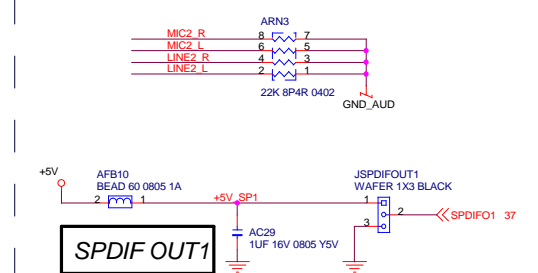 ARN3
MIC2_R 8 7
MIC2_L 6 5
LINE2_R 4 3
LINE2_L 2 1
22K 8P4R 0402
GND_AUD
+5V AFB10 JSPDIFOUT1
BEAD 60 0805 1A WAFER 1X3 BLACK
2 1 +5V_SP1 1
2 SPDIFO1 37
3
AC29
1UF 16V 0805 Y5V
SPDIF OUT1